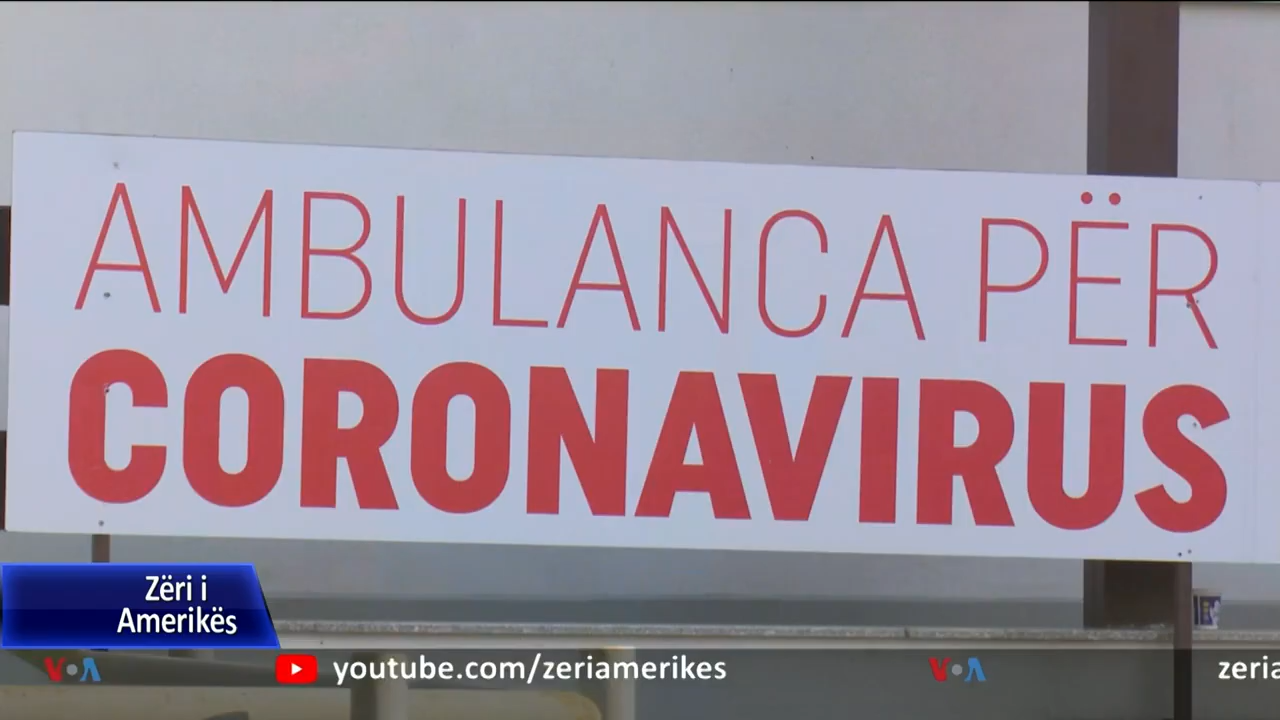 AMBULANCA PËR
CORONAVIRUS
Zëri i
Amerikës
VOA
youtube.com/zeriamerikes
VOA
zeria